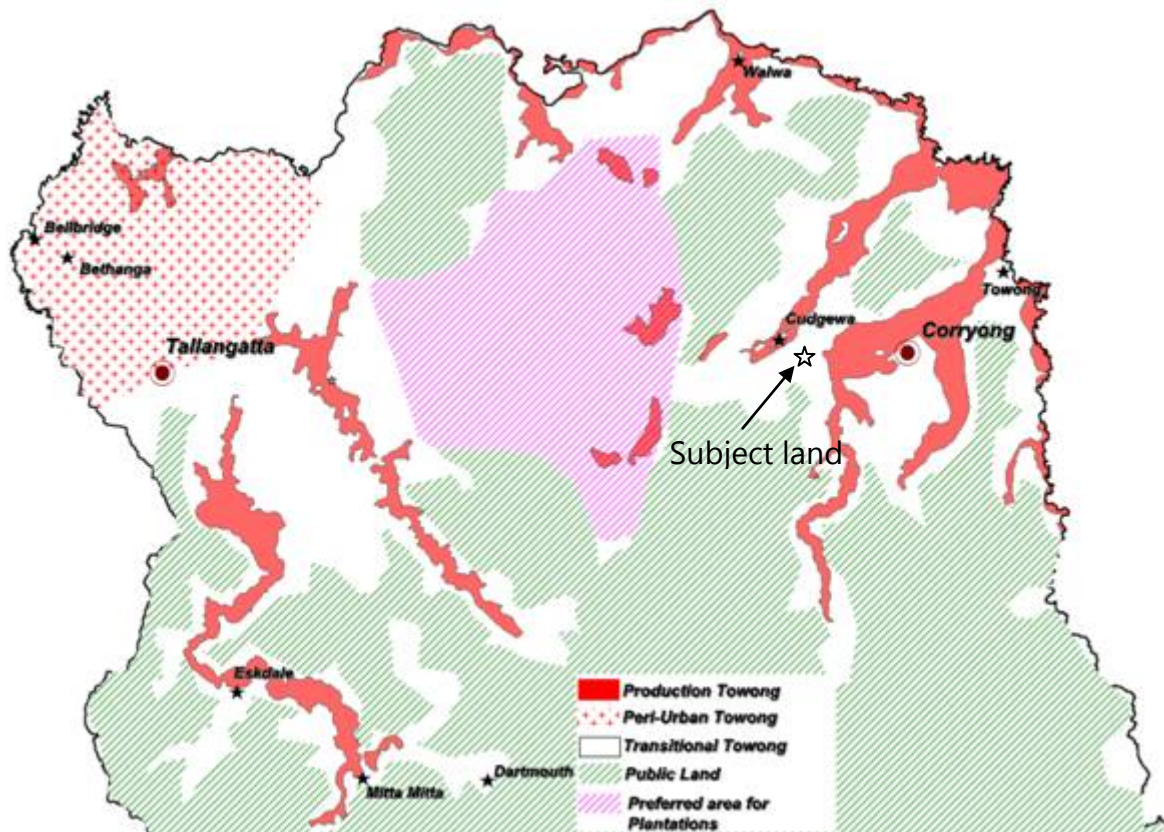 Walwa
Bellbridge
Bethanga
Towong
Cudgewa
Corryong
Tallangatta
Subject land
Eskdale
Mitta Mitta
Dartmouth
Production Towong
Peri-Urban Towong
Transitional Towong
Public Land
Preferred area for
Plantations